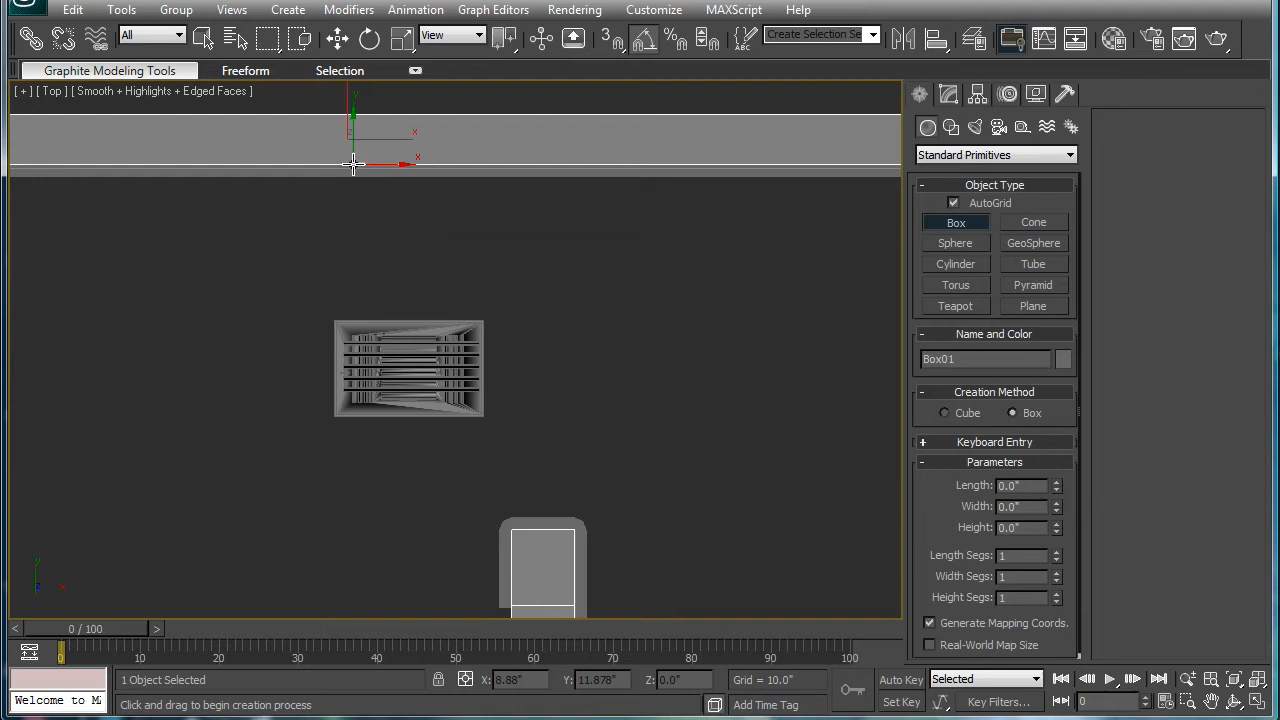 Edit Tools Group Views Create Modifiers Animation Graph Editors Rendering Customize MAXScript Help
All View 3 Create Selection Se
Graphite Modeling Tools Freeform Selection
[ + ] [ Top ] [ Smooth + Highlights + Edged Faces ]
y
x
z
x
y
x
Standard Primitives
- Object Type
AutoGrid
Box Cone
Sphere GeoSphere
Cylinder Tube
Torus Pyramid
Teapot Plane
- Name and Color
Box01
- Creation Method
Cube Box
+ Keyboard Entry
- Parameters
Length: 0.0"
Width: 0.0"
Height: 0.0"
Length Segs: 1
Width Segs: 1
Height Segs: 1
Generate Mapping Coords.
Real-World Map Size
< 0 / 100 >
0 10 20 30 40 50 60 70 80 90 100
1 Object Selected X: 8.88" Y: 11.878" Z: 0.0" Grid = 10.0" Auto Key Selected
Welcome to M Click and drag to begin creation process Add Time Tag Set Key Key Filters... 0